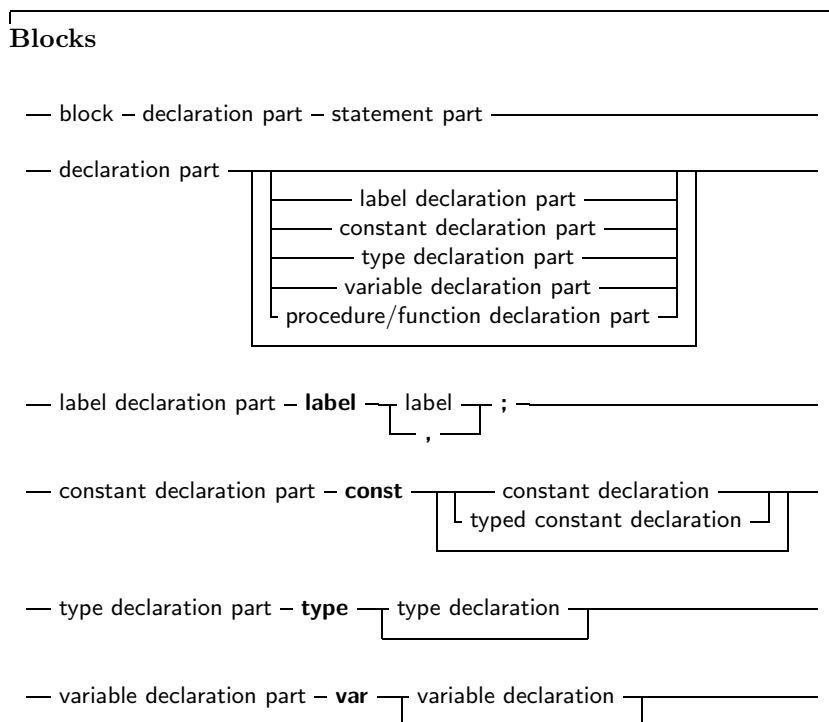 Blocks
block declaration part statement part
declaration part
label declaration part
constant declaration part
type declaration part
variable declaration part
procedure/function declaration part
label declaration part label label ;
,
constant declaration part const constant declaration
typed constant declaration
type declaration part type type declaration
variable declaration part var variable declaration